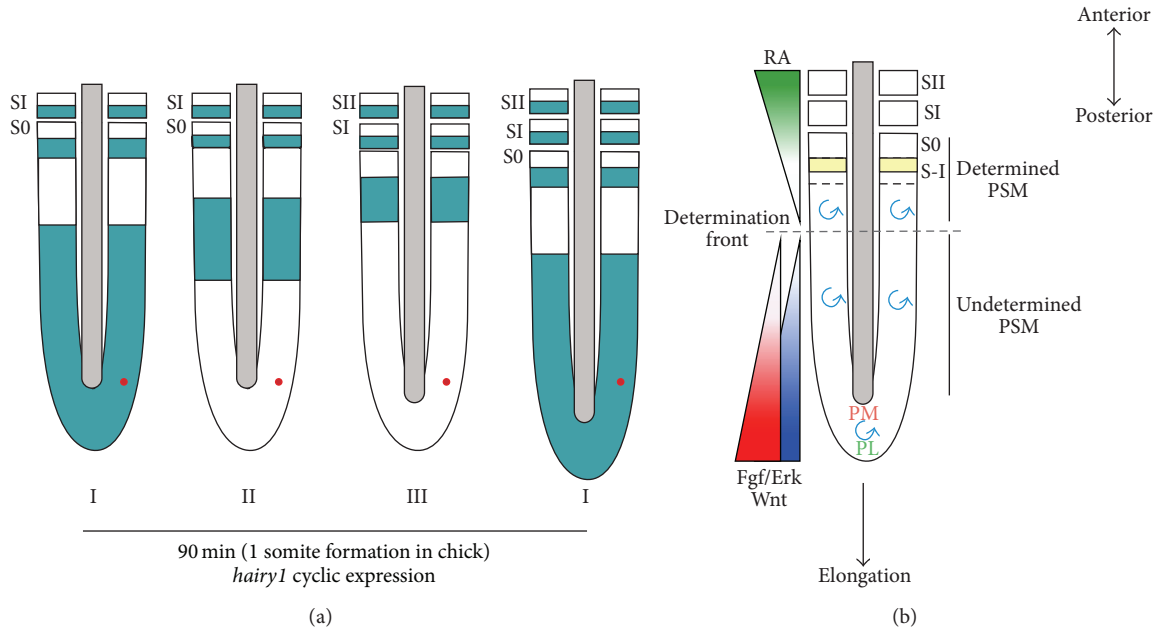 SI
S0
SI
S0
SII
SI
SII
SI
S0
I
II
III
I
90 min (1 somite formation in chick)
hairy1 cyclic expression
(a)
Anterior
Posterior
RA
SII
SI
S0
S-I
Determined
PSM
Determination
front
Undetermined
PSM
PM
PL
Fgf/Erk
Wnt
Elongation
(b)